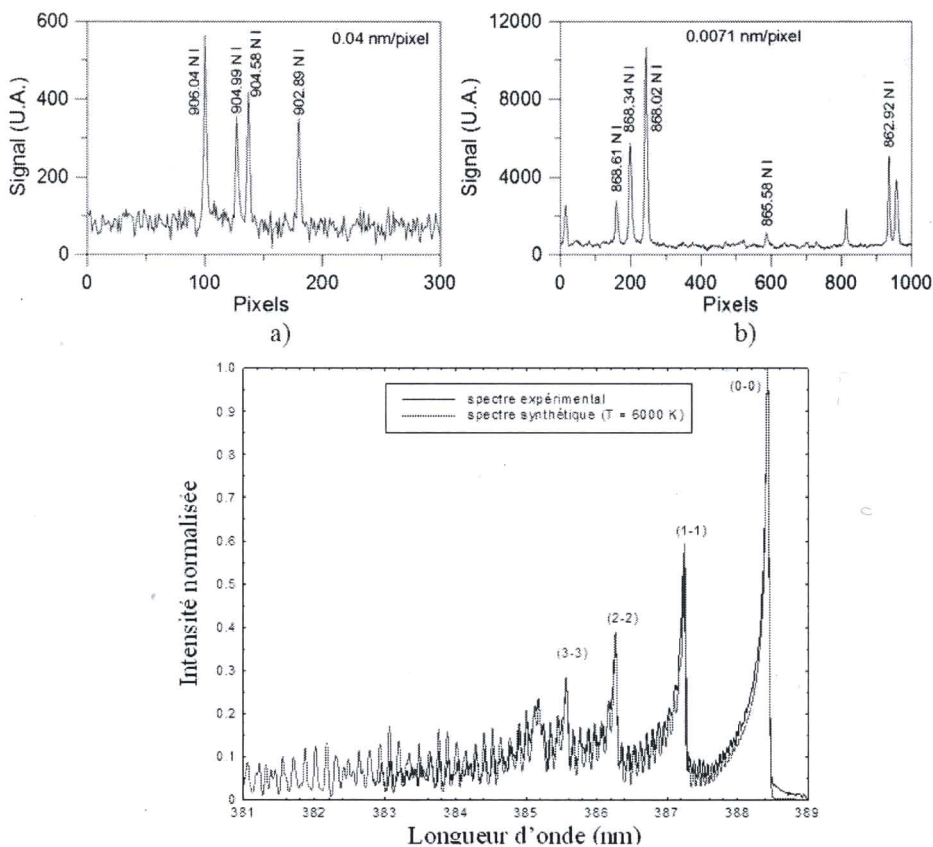 600
400
200
0
Signal (U.A.)
0.04 nm/pixel
906.04 N I
904.99 N I
904.58 N I
902.89 N I
0
100
200
300
Pixels
a)
12000
9000
6000
3000
0
Signal (U.A.)
0.0071 nm/pixel
868.61 N I
868.34 N I
868.02 N I
865.58 N I
862.92 N I
0
200
400
600
800
1000
Pixels
b)
1.0
0.9
0.8
0.7
0.6
0.5
0.4
0.3
0.2
0.1
0
Intensité normalisée
spectre expérimental
spectre synthétique (T = 6000 K)
(0-0)
(1-1)
(2-2)
(3-3)
381
382
383
384
385
386
387
388
389
Longueur d'onde (nm)